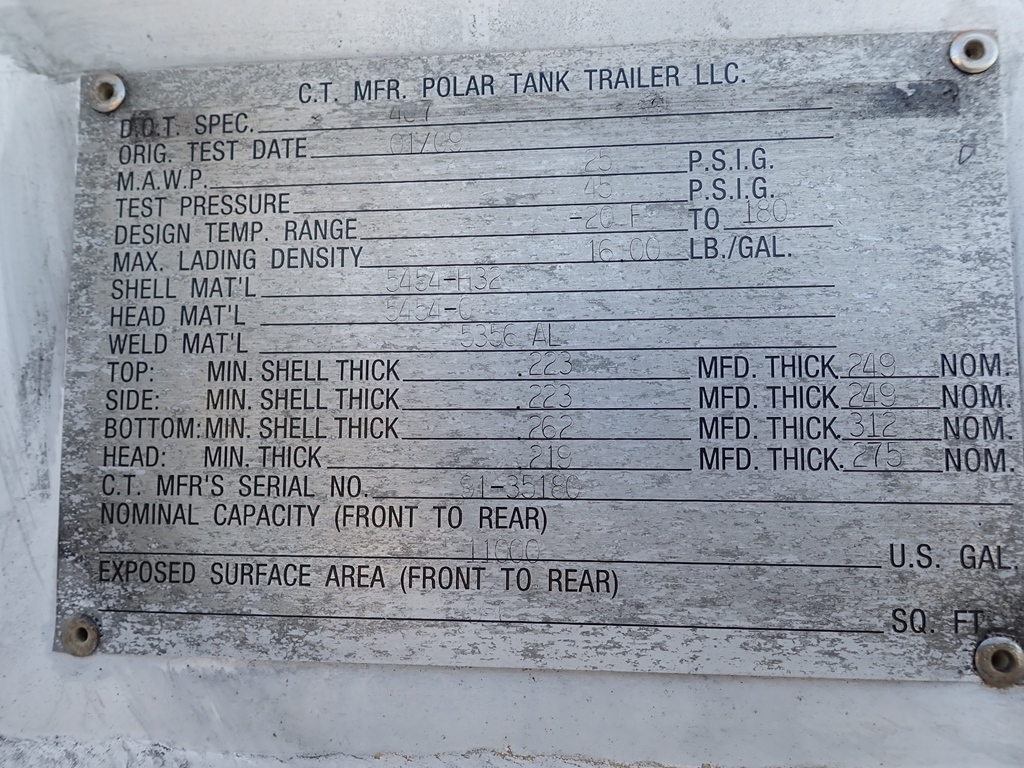 C.T. MFR. POLAR TANK TRAILER LLC.
D.O.T. SPEC. 407
ORIG. TEST DATE 01/09
M.A.W.P. 25 P.S.I.G.
TEST PRESSURE 45 P.S.I.G.
DESIGN TEMP. RANGE -20 F TO 180
MAX. LADING DENSITY 16.00 LB./GAL.
SHELL MAT'L 5454-H32
HEAD MAT'L
WELD MAT'L 5356 AL
TOP: MIN. SHELL THICK .223 MFD. THICK. 249 NOM.
SIDE: MIN. SHELL THICK .223 MFD. THICK. 249 NOM.
BOTTOM: MIN. SHELL THICK .262 MFD. THICK. 312 NOM.
HEAD: MIN. THICK .219 MFD. THICK. 275 NOM.
C.T. MFR'S SERIAL NO.
NOMINAL CAPACITY (FRONT TO REAR)
11000 U.S. GAL.
EXPOSED SURFACE AREA (FRONT TO REAR)
SQ. FT.